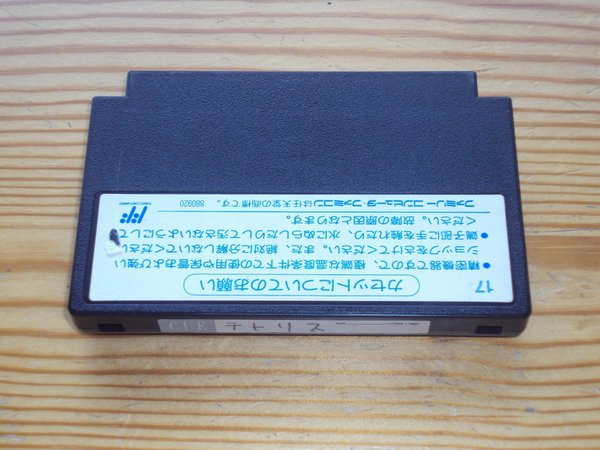 17
カセットについてのお願い
● 精密機器ですので、極端な温度条件下での使用や保管および強い
ショックをさけてください。また、絶対に分解しないでください。
● 端子部に手を触れたり、水にぬらしたりして汚さないようにして
ください。故障の原因となります。
ファミリーコンピュータ・ファミコンは任天堂の商標です。 880920
テトリス